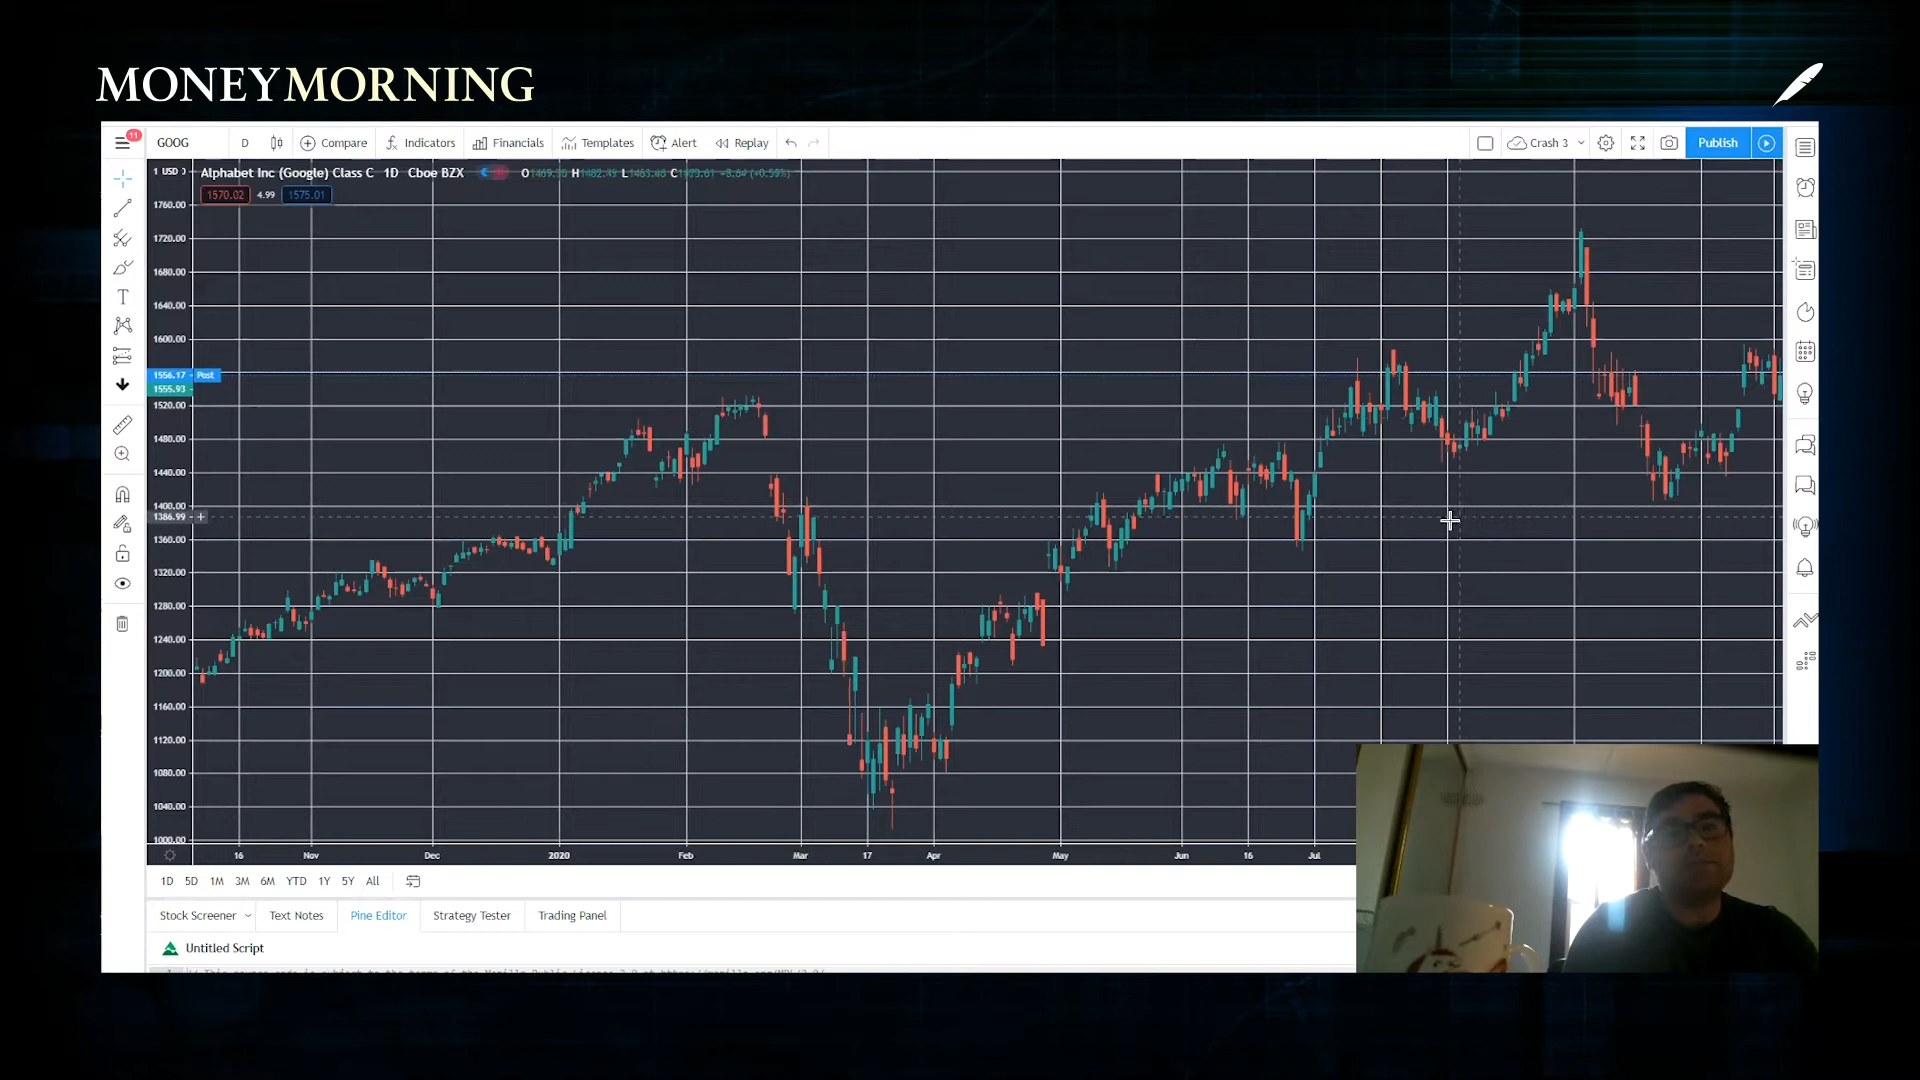 MONEYMORNING
11
GOOG D Compare Indicators Financials Templates Alert Replay Crash 3 Publish
1 USD Alphabet Inc (Google) Class C 1D Cboe BZX O H L C
1570.02 4.99 1575.01
1760.00
1720.00
1680.00
1640.00
1600.00
1556.17 Post
1555.93
1520.00
1480.00
1440.00
1400.00
1386.99 +
1360.00
1320.00
1280.00
1240.00
1200.00
1160.00
1120.00
1080.00
1040.00
1000.00
16 Nov Dec 2020 Feb Mar 17 Apr May Jun 16 Jul
1D 5D 1M 3M 6M YTD 1Y 5Y All
Stock Screener Text Notes Pine Editor Strategy Tester Trading Panel
Untitled Script